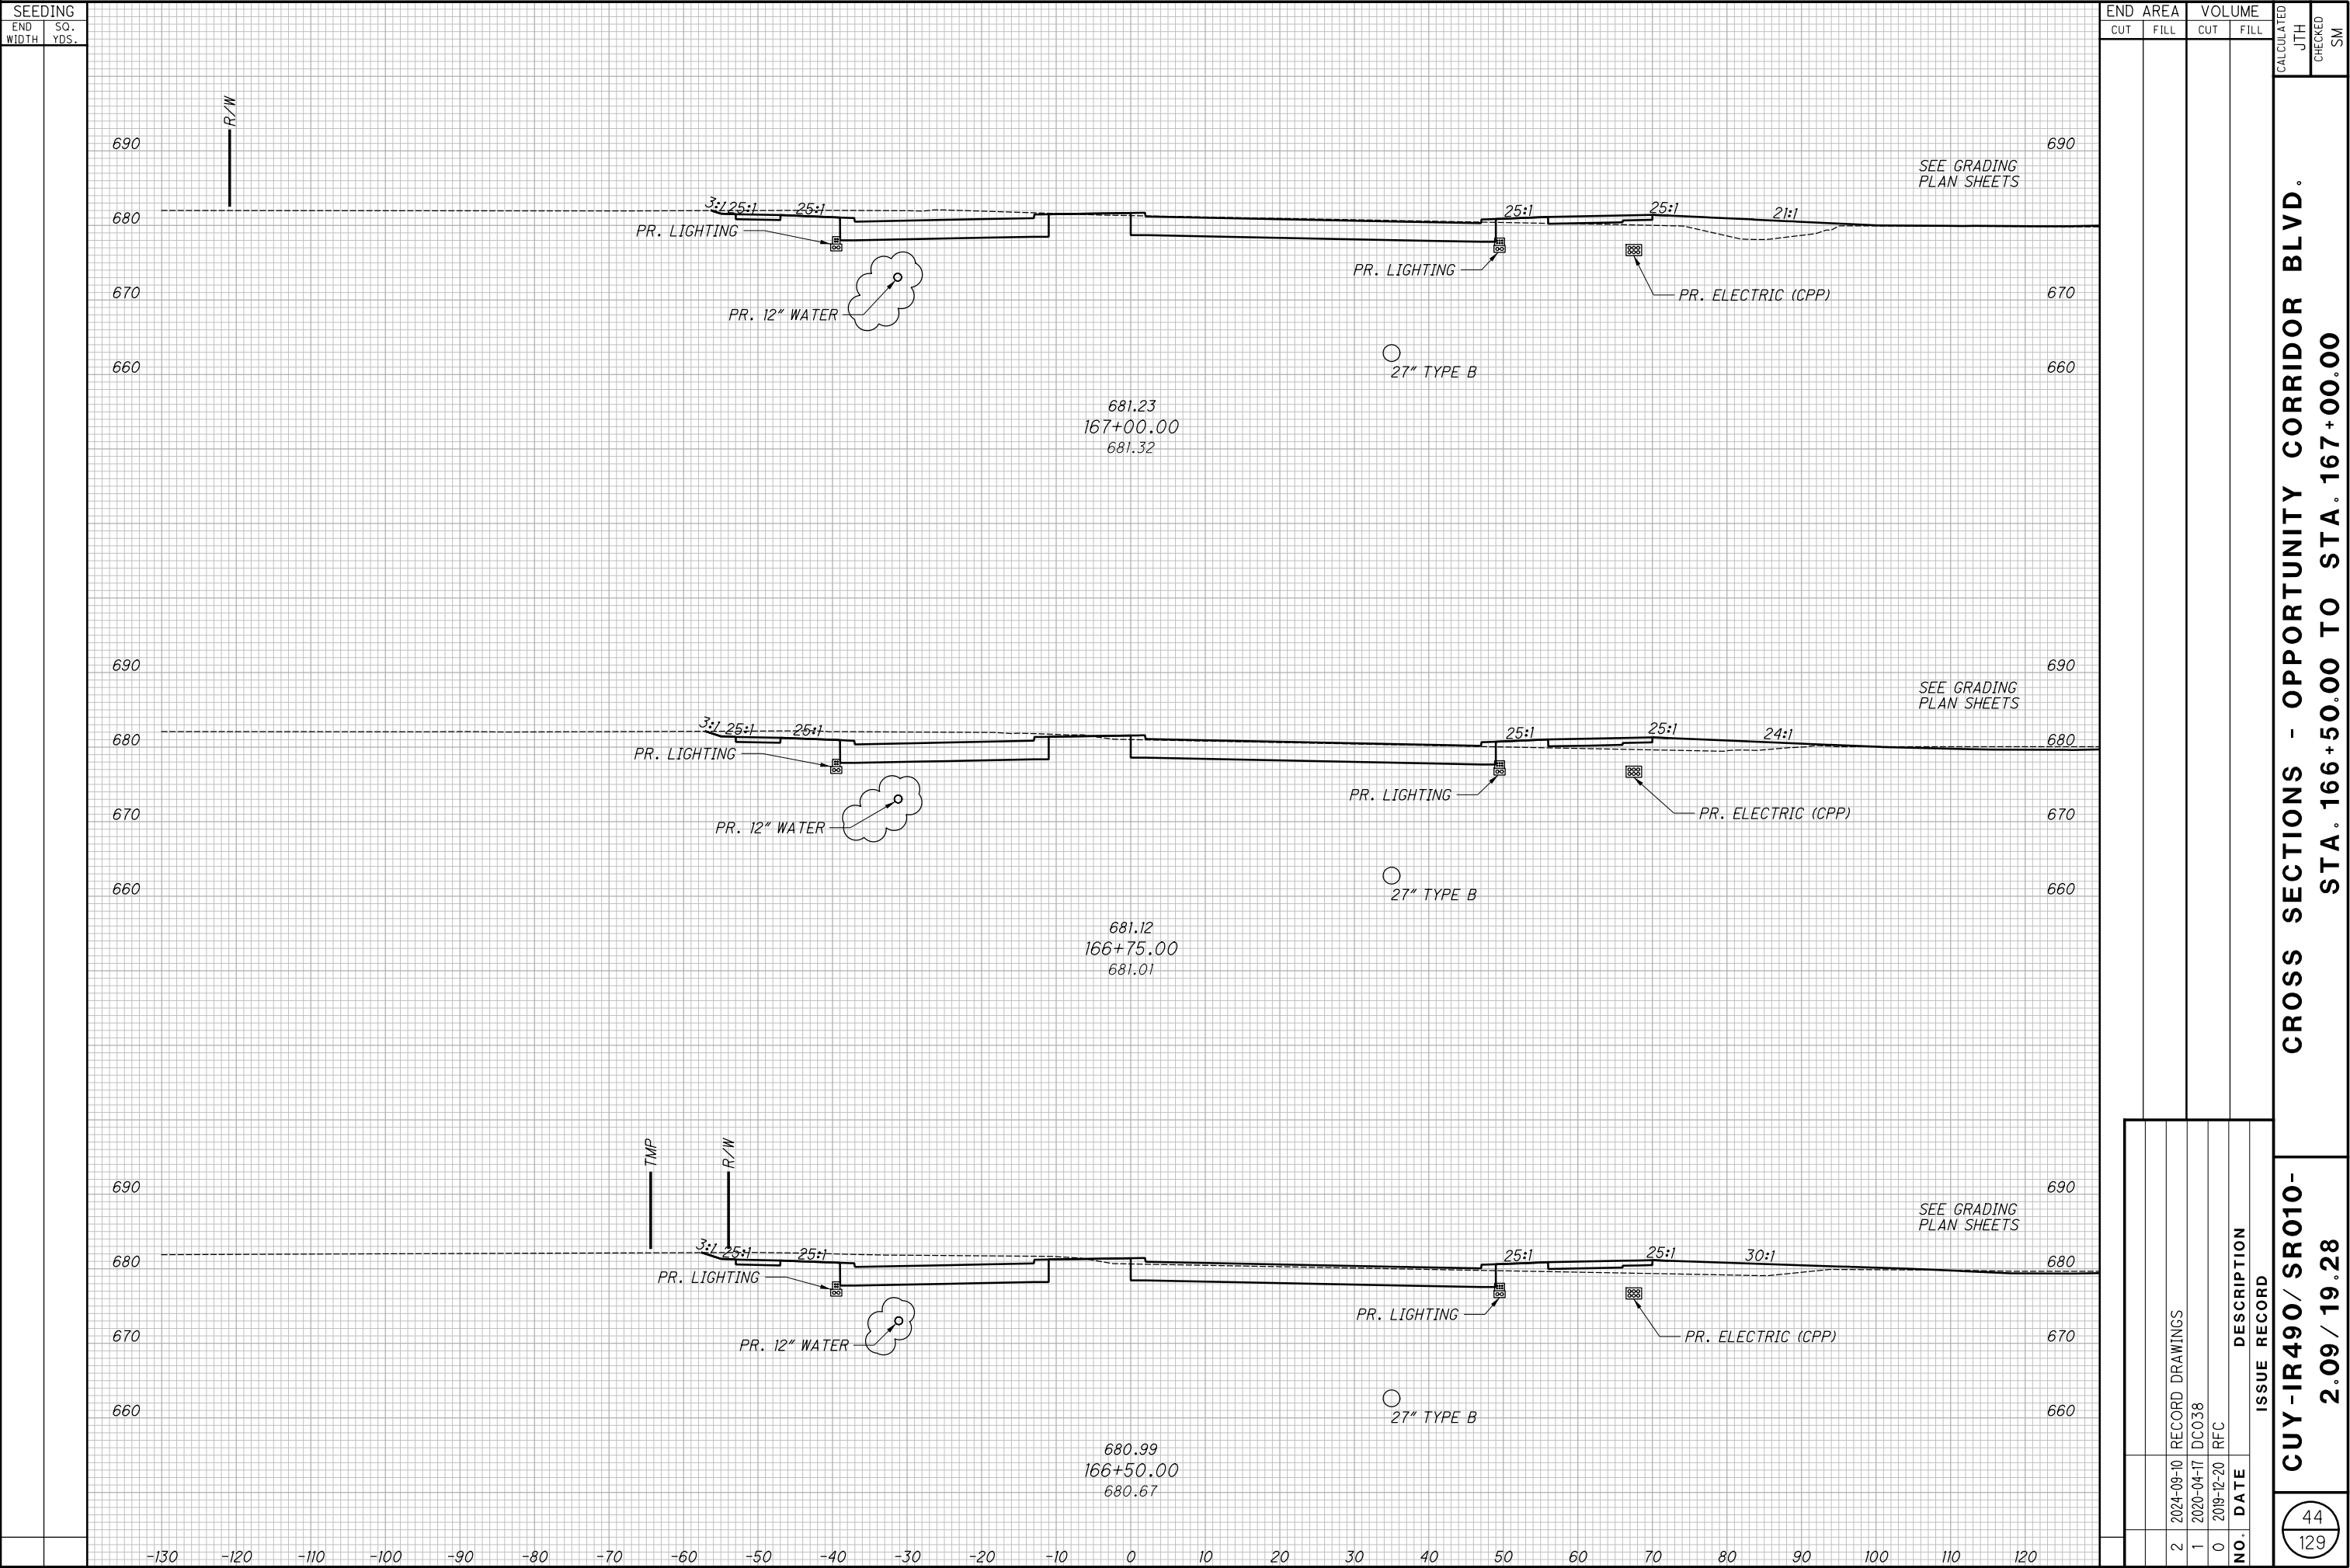 SEEDING
END WIDTH
SQ. YDS.
END AREA
VOLUME
CUT
FILL
CUT
FILL
CALCULATED
JTH
CHECKED
SM
R/W
690
690
SEE GRADING
PLAN SHEETS
3:1
25:1
25:1
25:1
25:1
21:1
680
PR. LIGHTING
PR. LIGHTING
670
670
PR. ELECTRIC (CPP)
PR. 12" WATER
660
660
27" TYPE B
681.23
167+00.00
681.32
690
690
SEE GRADING
PLAN SHEETS
3:1
25:1
25:1
25:1
25:1
24:1
680
680
PR. LIGHTING
PR. LIGHTING
670
670
PR. ELECTRIC (CPP)
PR. 12" WATER
660
660
27" TYPE B
681.12
166+75.00
681.01
TMP
R/W
690
690
SEE GRADING
PLAN SHEETS
3:1
25:1
25:1
25:1
25:1
30:1
680
680
PR. LIGHTING
PR. LIGHTING
670
670
PR. ELECTRIC (CPP)
PR. 12" WATER
660
660
27" TYPE B
680.99
166+50.00
680.67
-130 -120 -110 -100 -90 -80 -70 -60 -50 -40 -30 -20 -10 0 10 20 30 40 50 60 70 80 90 100 110 120
CROSS SECTIONS - OPPORTUNITY CORRIDOR BLVD.
STA. 166+50.00 TO STA. 167+00.00
CUY-IR490/SR010-
2.09/19.28
2 2024-09-10 RECORD DRAWINGS
1 2020-04-17 DC038
0 2019-12-20 RFC
NO. DATE DESCRIPTION
ISSUE RECORD
44
129